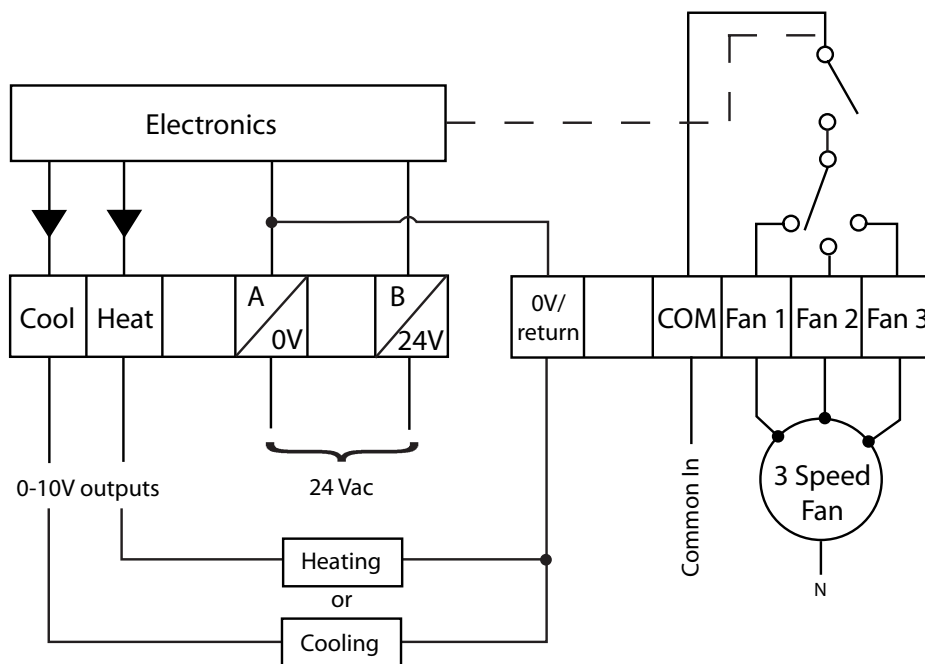 Electronics
Cool
Heat
A
0V
B
24V
0V/
return
COM
Fan 1
Fan 2
Fan 3
0-10V outputs
24 Vac
Common In
3 Speed
Fan
N
Heating
or
Cooling